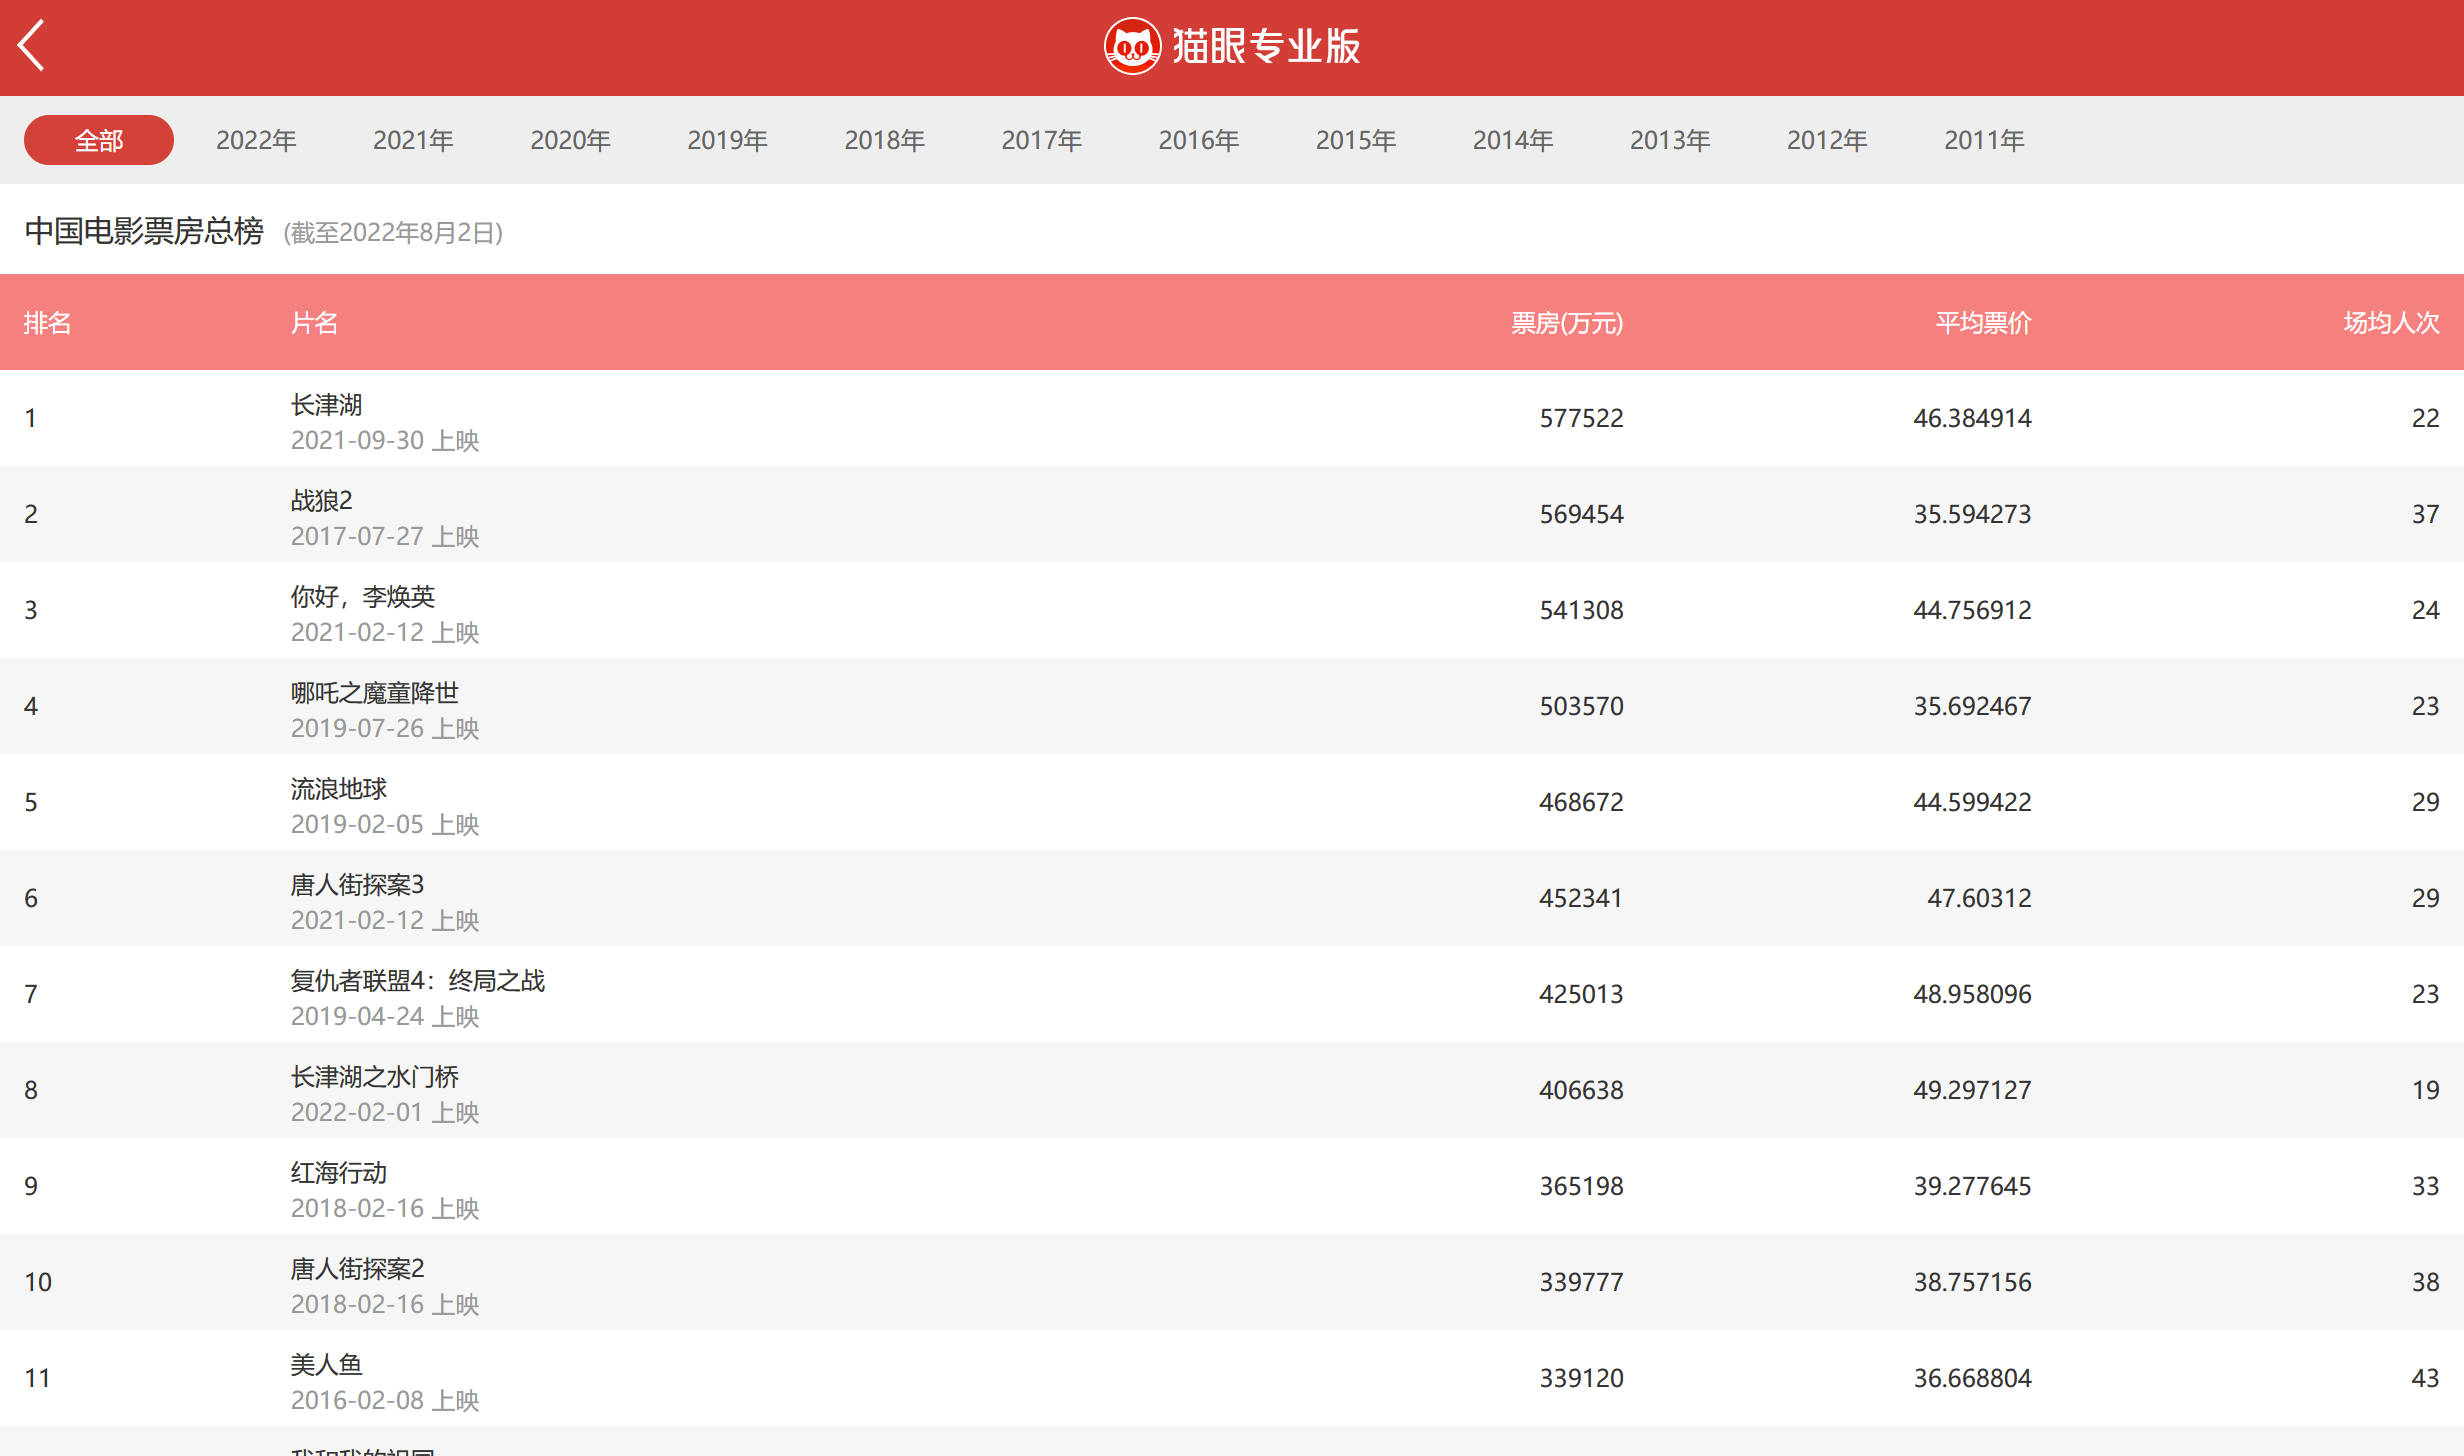 猫眼专业版
全部 2022年 2021年 2020年 2019年 2018年 2017年 2016年 2015年 2014年 2013年 2012年 2011年
中国电影票房总榜 (截至2022年8月2日)
排名 片名 票房(万元) 平均票价 场均人次
1 长津湖 577522 46.384914 22
2021-09-30 上映
2 战狼2 569454 35.594273 37
2017-07-27 上映
3 你好，李焕英 541308 44.756912 24
2021-02-12 上映
4 哪吒之魔童降世 503570 35.692467 23
2019-07-26 上映
5 流浪地球 468672 44.599422 29
2019-02-05 上映
6 唐人街探案3 452341 47.60312 29
2021-02-12 上映
7 复仇者联盟4：终局之战 425013 48.958096 23
2019-04-24 上映
8 长津湖之水门桥 406638 49.297127 19
2022-02-01 上映
9 红海行动 365198 39.277645 33
2018-02-16 上映
10 唐人街探案2 339777 38.757156 38
2018-02-16 上映
11 美人鱼 339120 36.668804 43
2016-02-08 上映